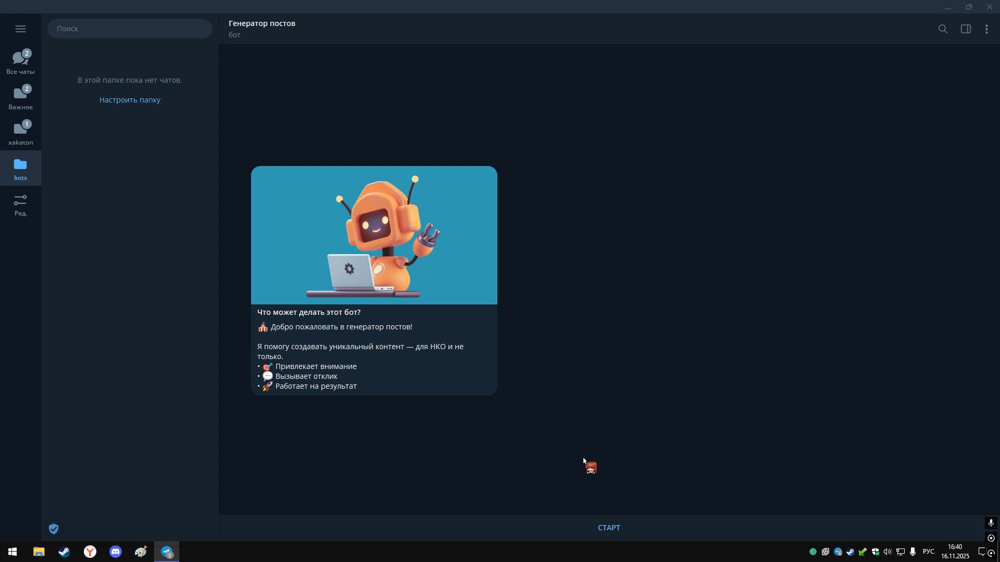 Поиск
Генератор постов
бот
2
Все чаты
2
Важное
1
xakaton
bots
Ред.
В этой папке пока нет чатов.
Настроить папку
Что может делать этот бот?
🎪 Добро пожаловать в генератор постов!
Я помогу создавать уникальный контент — для НКО и не
только.
• 🎯 Привлекает внимание
• 💬 Вызывает отклик
• 🚀 Работает на результат
СТАРТ
6
РУС
16:40
16.11.2025